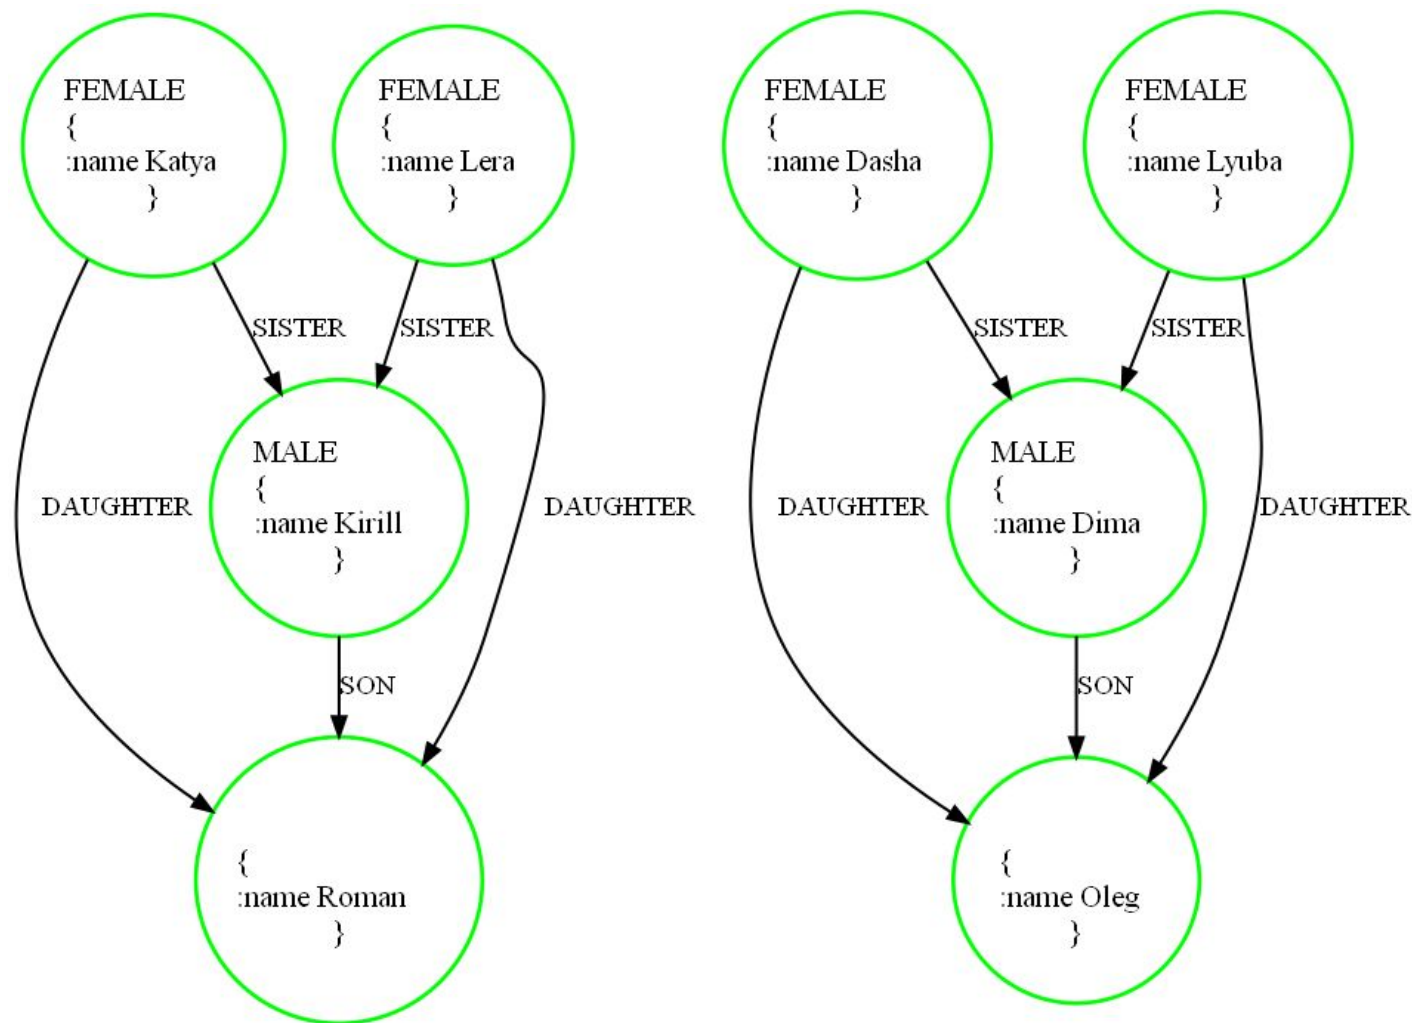 FEMALE
{
:name Katya
}
FEMALE
{
:name Lera
}
FEMALE
{
:name Dasha
}
FEMALE
{
:name Lyuba
}
SISTER
SISTER
SISTER
SISTER
MALE
{
:name Kirill
}
MALE
{
:name Dima
}
DAUGHTER
DAUGHTER
DAUGHTER
DAUGHTER
SON
SON
{
:name Roman
}
{
:name Oleg
}